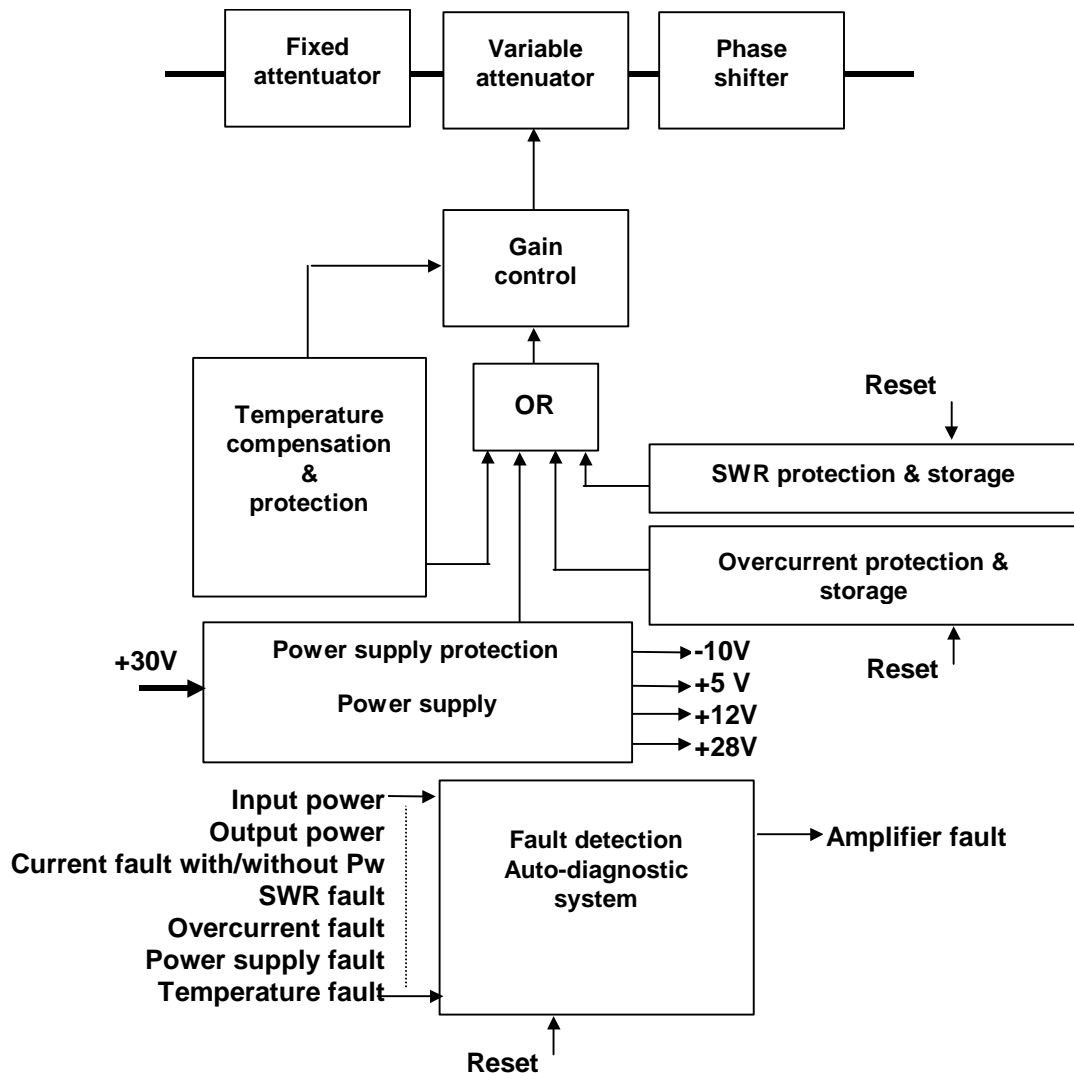 Fixed
attentuator
Variable
attenuator
Phase
shifter
Gain
control
Temperature
compensation
&
protection
OR
Reset
SWR protection & storage
Overcurrent protection &
storage
Reset
+30V
Power supply protection
Power supply
-10V
+5 V
+12V
+28V
Input power
Output power
Current fault with/without Pw
SWR fault
Overcurrent fault
Power supply fault
Temperature fault
Fault detection
Auto-diagnostic
system
Amplifier fault
Reset